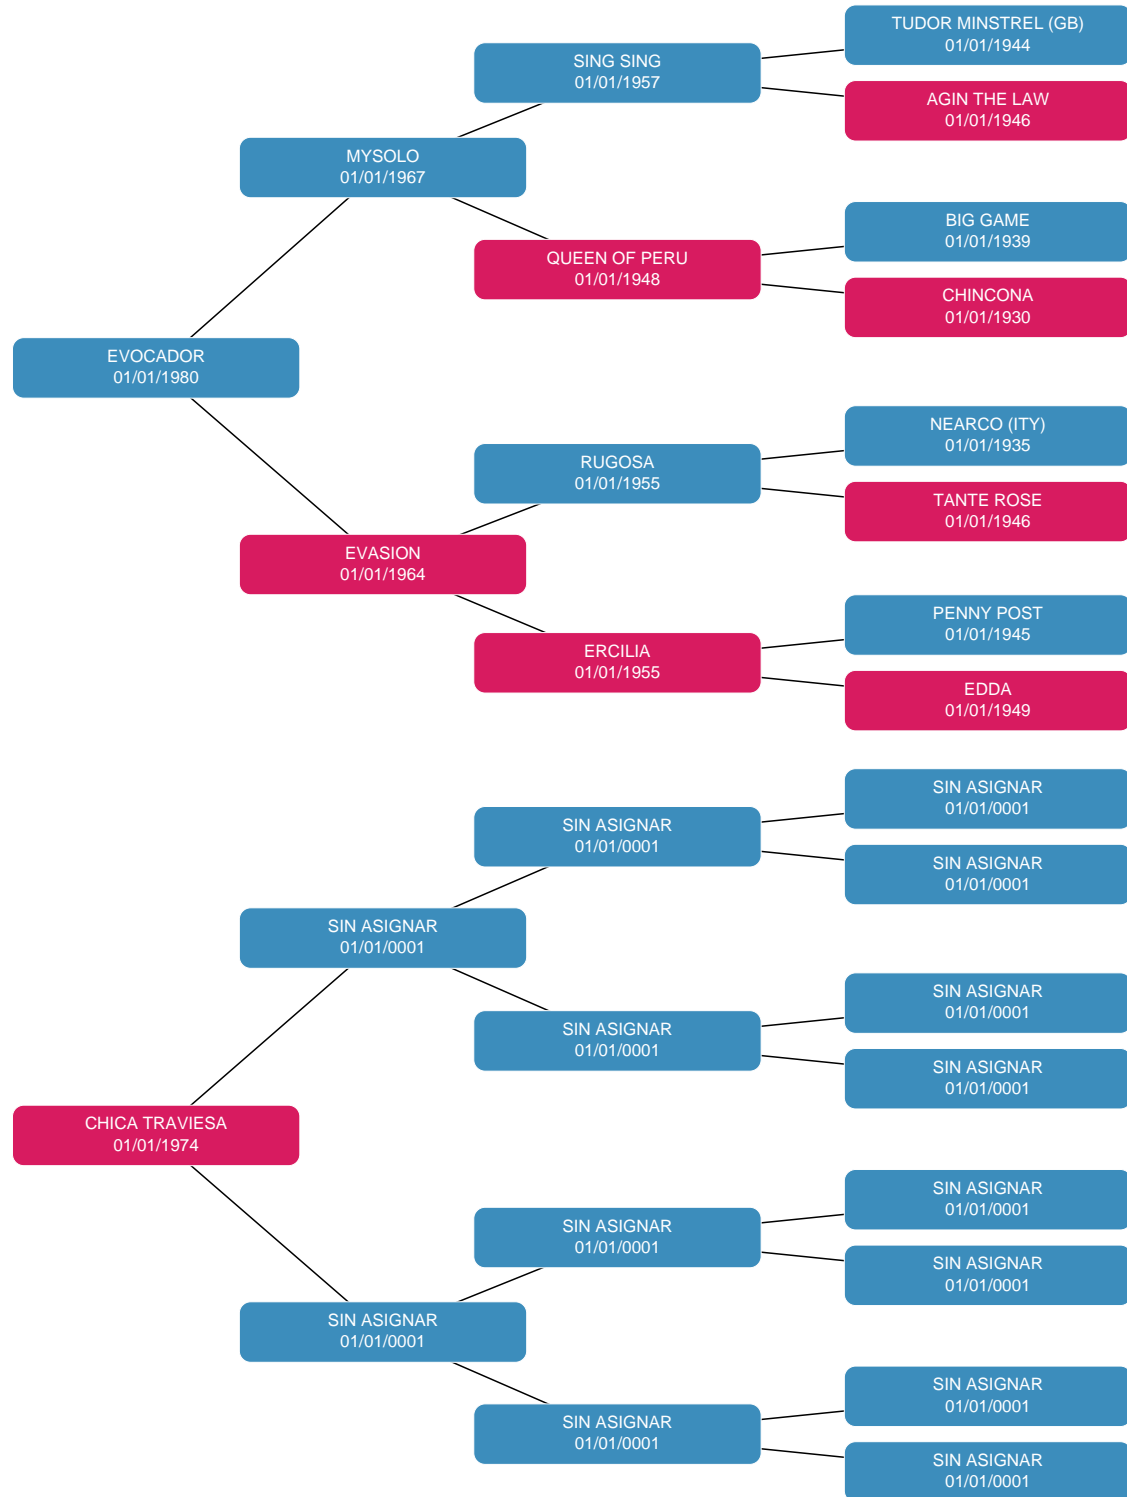 TUDOR MINSTREL (GB)
01/01/1944
SING SING
01/01/1957
AGIN THE LAW
01/01/1946
MYSOLO
01/01/1967
BIG GAME
01/01/1939
QUEEN OF PERU
01/01/1948
CHINCONA
01/01/1930
EVOCADOR
01/01/1980
NEARCO (ITY)
01/01/1935
RUGOSA
01/01/1955
TANTE ROSE
01/01/1946
EVASION
01/01/1964
PENNY POST
01/01/1945
ERCILIA
01/01/1955
EDDA
01/01/1949
SIN ASIGNAR
01/01/0001
SIN ASIGNAR
01/01/0001
SIN ASIGNAR
01/01/0001
SIN ASIGNAR
01/01/0001
SIN ASIGNAR
01/01/0001
SIN ASIGNAR
01/01/0001
SIN ASIGNAR
01/01/0001
CHICA TRAVIESA
01/01/1974
SIN ASIGNAR
01/01/0001
SIN ASIGNAR
01/01/0001
SIN ASIGNAR
01/01/0001
SIN ASIGNAR
01/01/0001
SIN ASIGNAR
01/01/0001
SIN ASIGNAR
01/01/0001
SIN ASIGNAR
01/01/0001